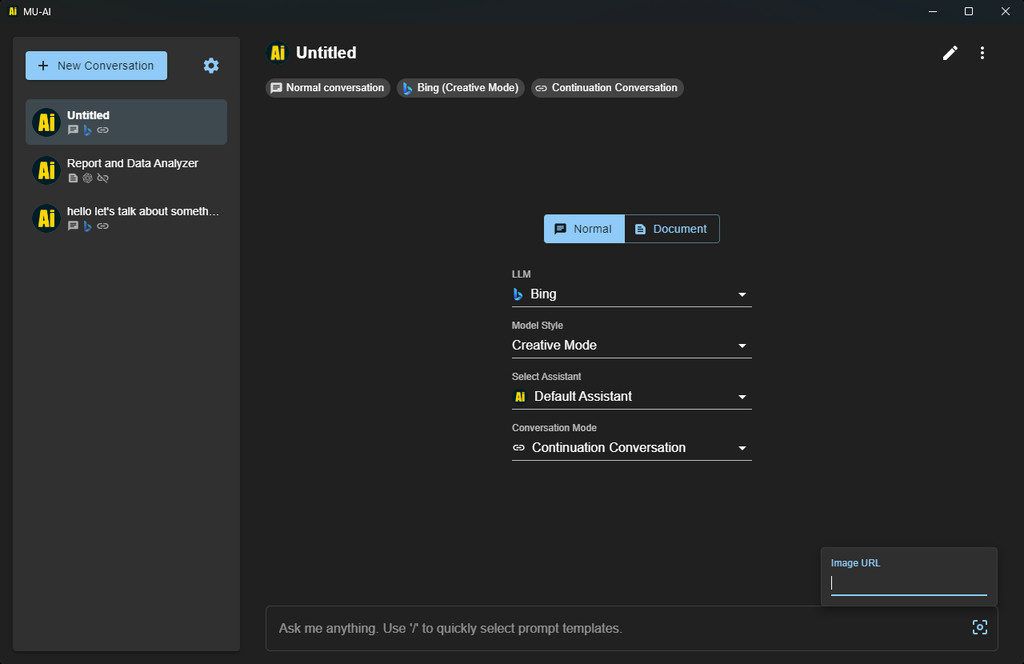 Ai MU-AI
+ New Conversation
Ai Untitled
Ai Report and Data Analyzer
Ai hello let's talk about someth...
Ai Untitled
Normal conversation
Bing (Creative Mode)
Continuation Conversation
Normal
Document
LLM
Bing
Model Style
Creative Mode
Select Assistant
Ai Default Assistant
Conversation Mode
Continuation Conversation
Image URL
Ask me anything. Use '/' to quickly select prompt templates.